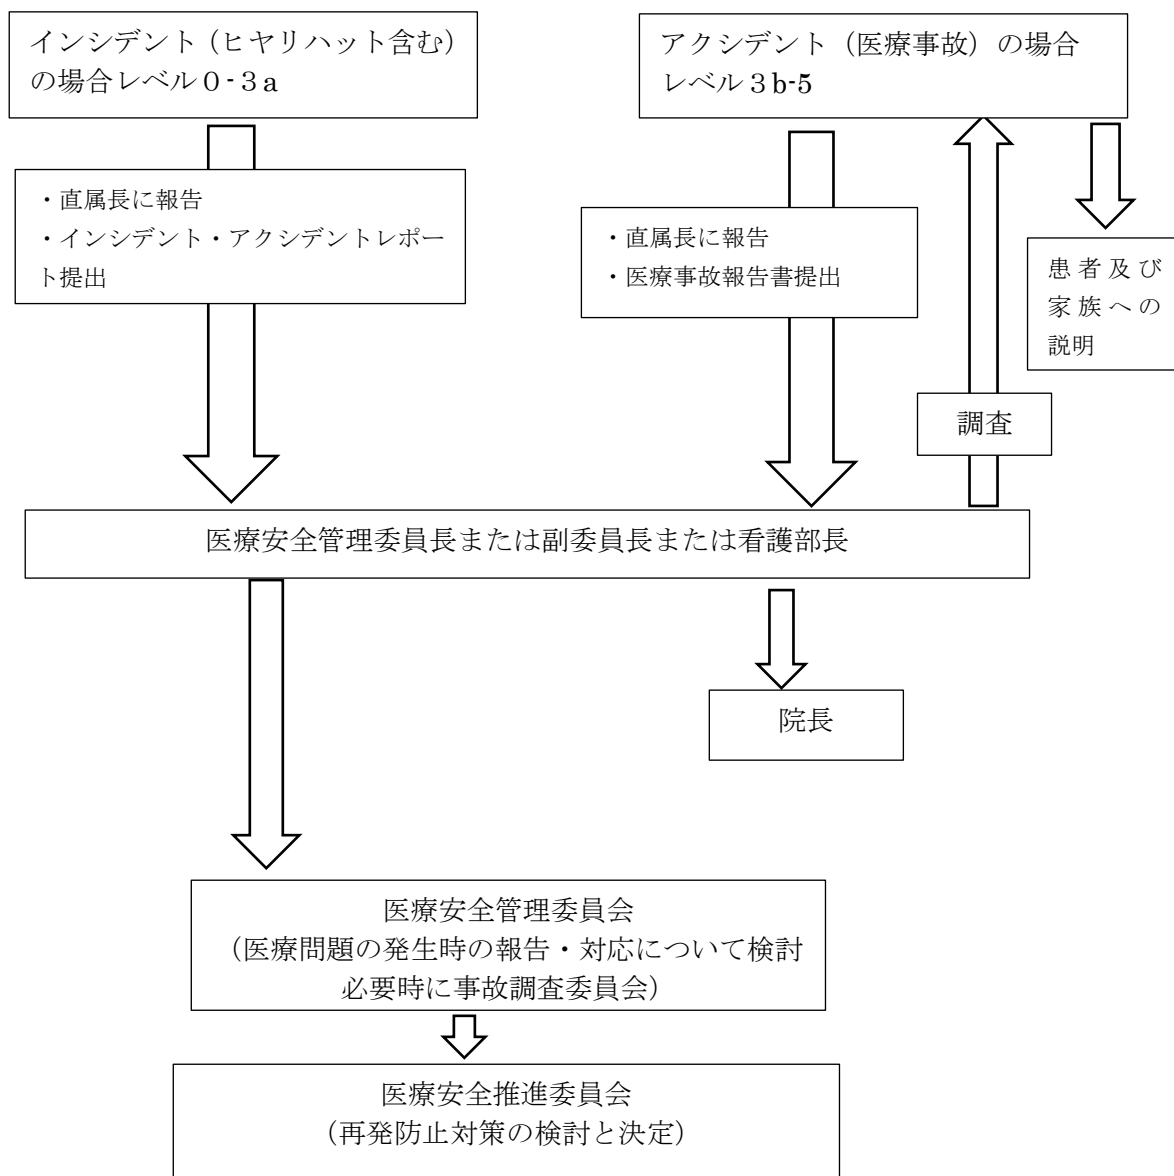 インシデント（ヒヤリハット含む）
の場合レベル０-３a
アクシデント（医療事故）の場合
レベル３b-5
・直属長に報告
・インシデント・アクシデントレポー
ト提出
・直属長に報告
・医療事故報告書提出
患者及び
家族への
説明
調査
医療安全管理委員長または副委員長または看護部長
院長
医療安全管理委員会
（医療問題の発生時の報告・対応について検討
必要時に事故調査委員会）
医療安全推進委員会
（再発防止対策の検討と決定）